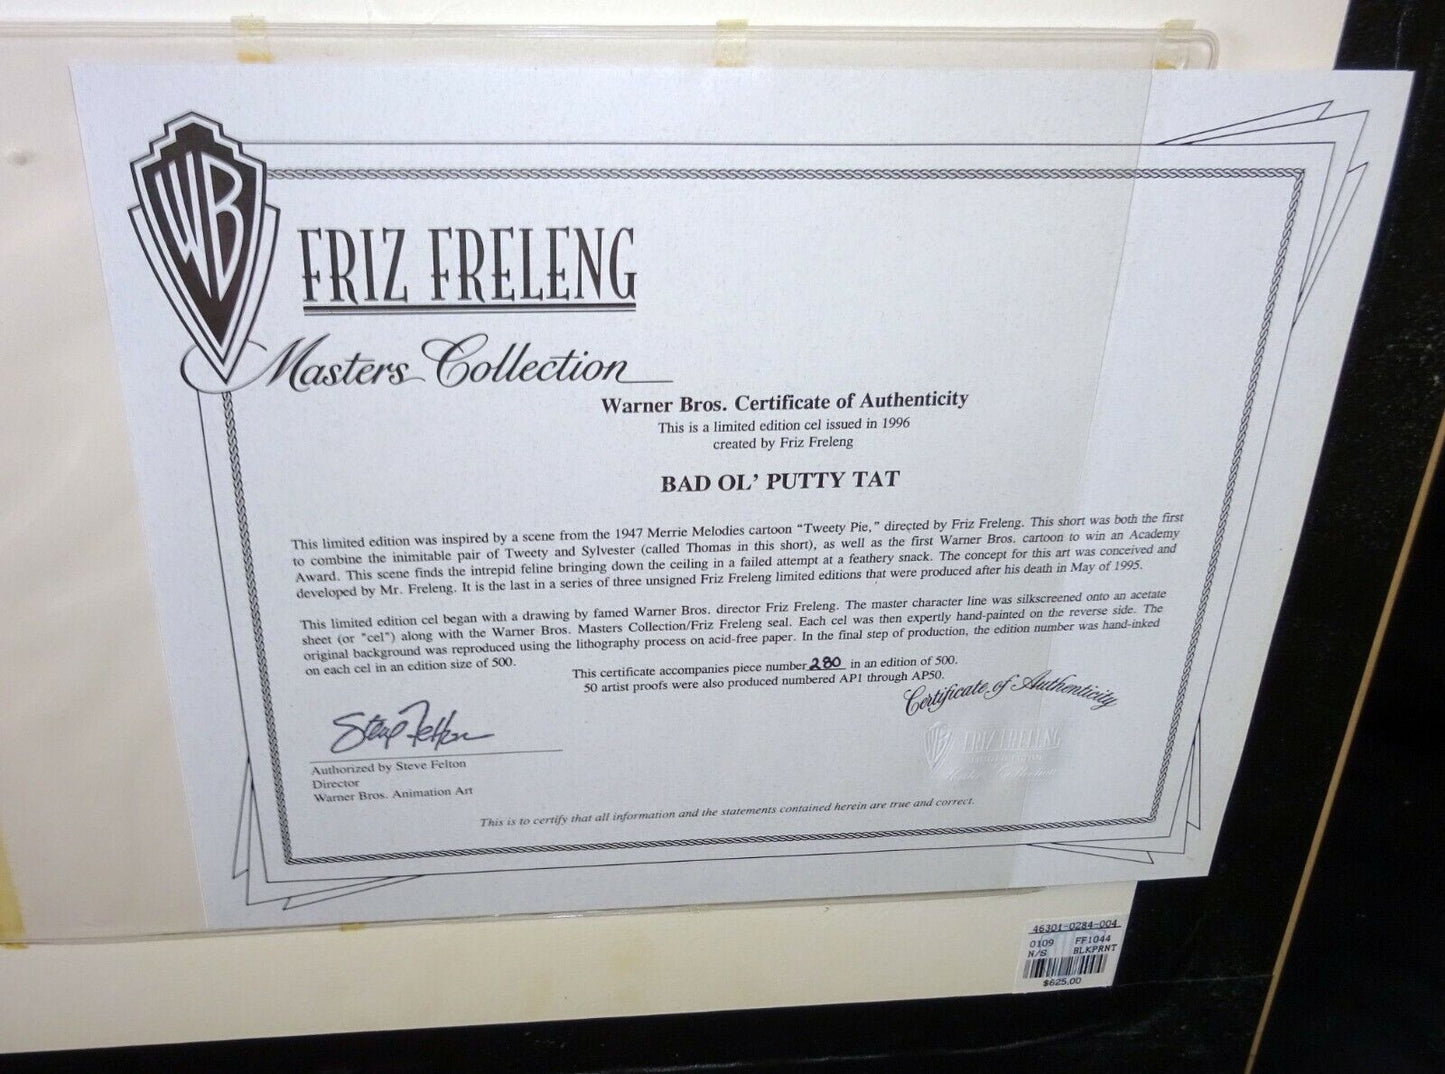 WB
FRIZ FRELENG
Masters Collection
Warner Bros. Certificate of Authenticity
This is a limited edition cel issued in 1996
created by Friz Freleng
BAD OL' PUTTY TAT
This limited edition was inspired by a scene from the 1947 Merrie Melodies cartoon "Tweety Pie," directed by Friz Freleng. This short was both the first
to combine the inimitable pair of Tweety and Sylvester (called Thomas in this short), as well as the first Warner Bros. cartoon to win an Academy
Award. This scene finds the intrepid feline bringing down the ceiling in a failed attempt at a feathery snack. The concept for this art was conceived and
developed by Mr. Freleng. It is the last in a series of three unsigned Friz Freleng limited editions that were produced after his death in May of 1995.
This limited edition cel began with a drawing by famed Warner Bros. director Friz Freleng. The master character line was silkscreened onto an acetate
sheet (or "cel") along with the Warner Bros. Masters Collection/Friz Freleng seal. Each cel was then expertly hand-painted on the reverse side. The
original background was reproduced using the lithography process on acid-free paper. In the final step of production, the edition number was hand-inked
on each cel in an edition size of 500.
This certificate accompanies piece number 280 in an edition of 500.
50 artist proofs were also produced numbered AP1 through AP50.
Certificate of Authenticity
WB FRIZ FRELENG
Masters Collection
Steve Felton
Authorized by Steve Felton
Director
Warner Bros. Animation Art
This is to certify that all information and the statements contained herein are true and correct.
46301-0284-004
0109 FF1044
N/S BLKPRNT
$625.00